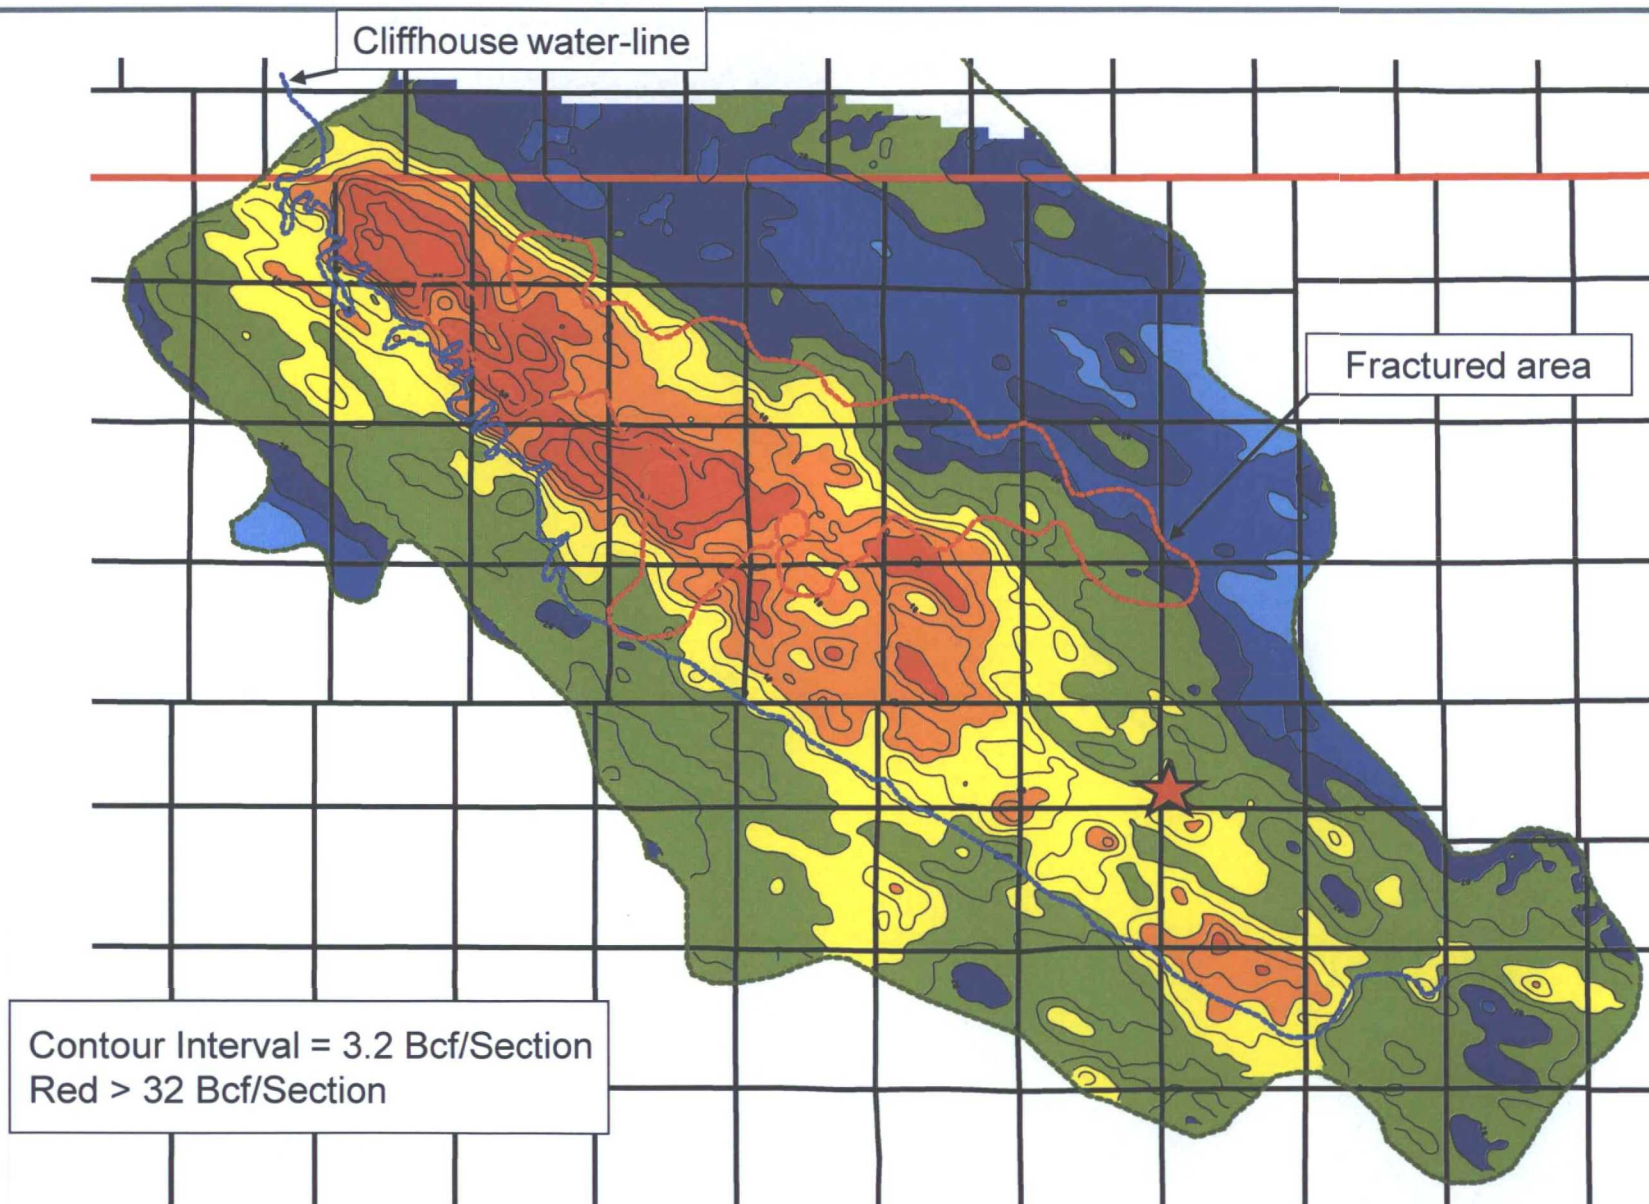 Cliffhouse water-line
Fractured area
Contour Interval = 3.2 Bcf/Section
Red > 32 Bcf/Section